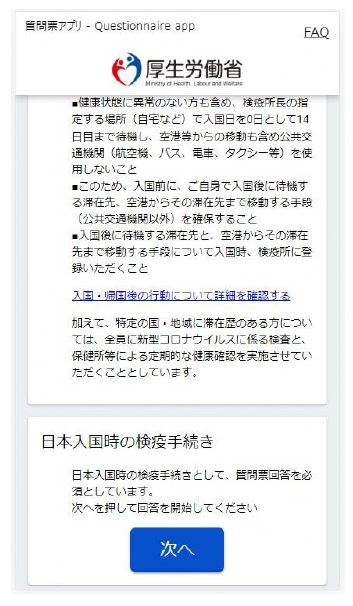 質問票アプリ - Questionnaire app
FAQ
厚生労働省
Ministry of Health, Labour and Welfare
■健康状態に異常のない方も含め、検疫所長の指
定する場所（自宅など）で入国日を0日として14
日目まで待機し、空港等からの移動も含め公共交
通機関（航空機、バス、電車、タクシー等）を使
用しないこと
■このため、入国前に、ご自身で入国後に待機す
る滞在先、空港からその滞在先まで移動する手段
（公共交通機関以外）を確保すること
■入国後に待機する滞在先と、空港からその滞在
先まで移動する手段について入国時、検疫所に登
録いただくこと
入国・帰国後の行動について詳細を確認する
加えて、特定の国・地域に滞在歴のある方につい
ては、全員に新型コロナウイルスに係る検査と、
保健所等による定期的な健康確認を実施させてい
ただくこととしています。
日本入国時の検疫手続き
日本入国時の検疫手続きとして、質問票回答を必
須としています。
次へを押して回答を開始してください
次へ